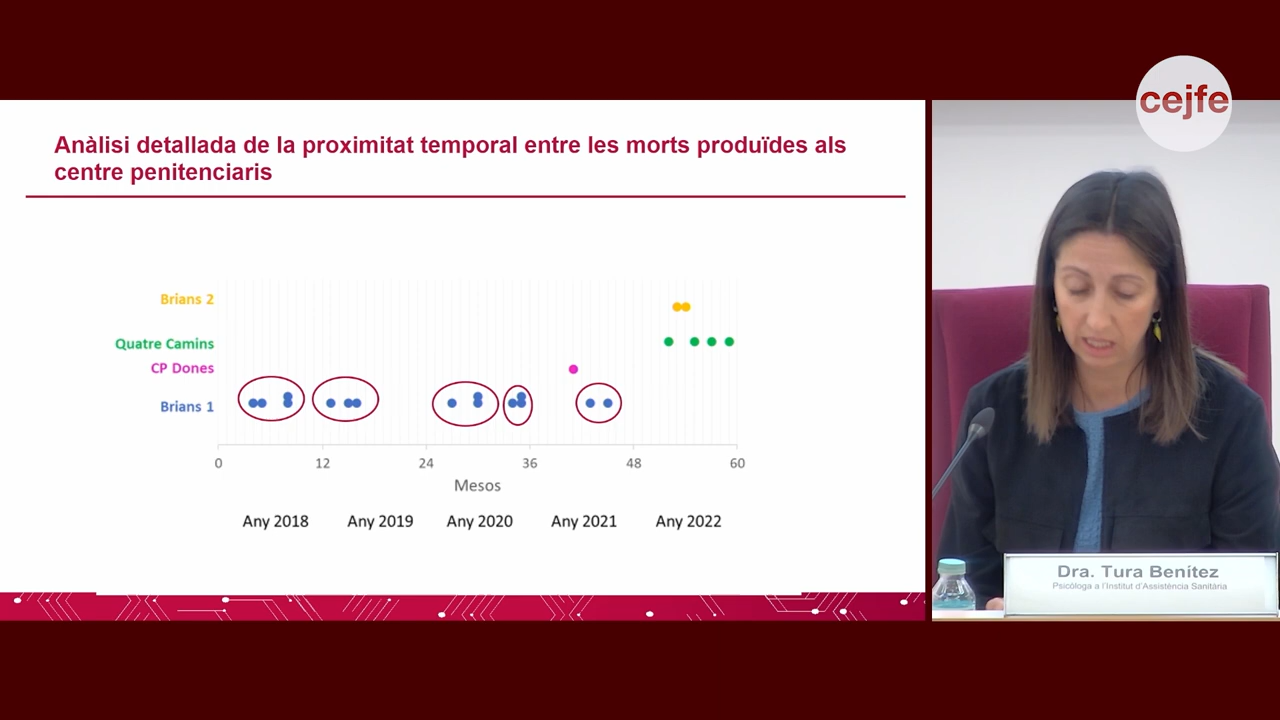 cejfe
Anàlisi detallada de la proximitat temporal entre les morts produïdes als
centre penitenciaris
Brians 2
Quatre Camins
CP Dones
Brians 1
0 12 24 36 48 60
Mesos
Any 2018 Any 2019 Any 2020 Any 2021 Any 2022
Dra. Tura Benítez
Psicòloga a l'Institut d'Assistència Sanitària